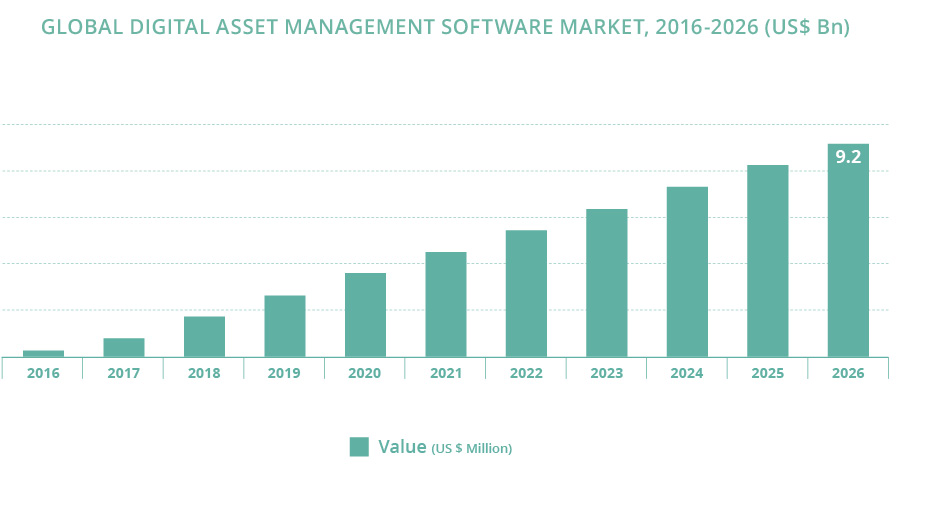 GLOBAL DIGITAL ASSET MANAGEMENT SOFTWARE MARKET, 2016-2026 (US$ Bn)
9.2
2016 2017 2018 2019 2020 2021 2022 2023 2024 2025 2026
Value (US $ Million)